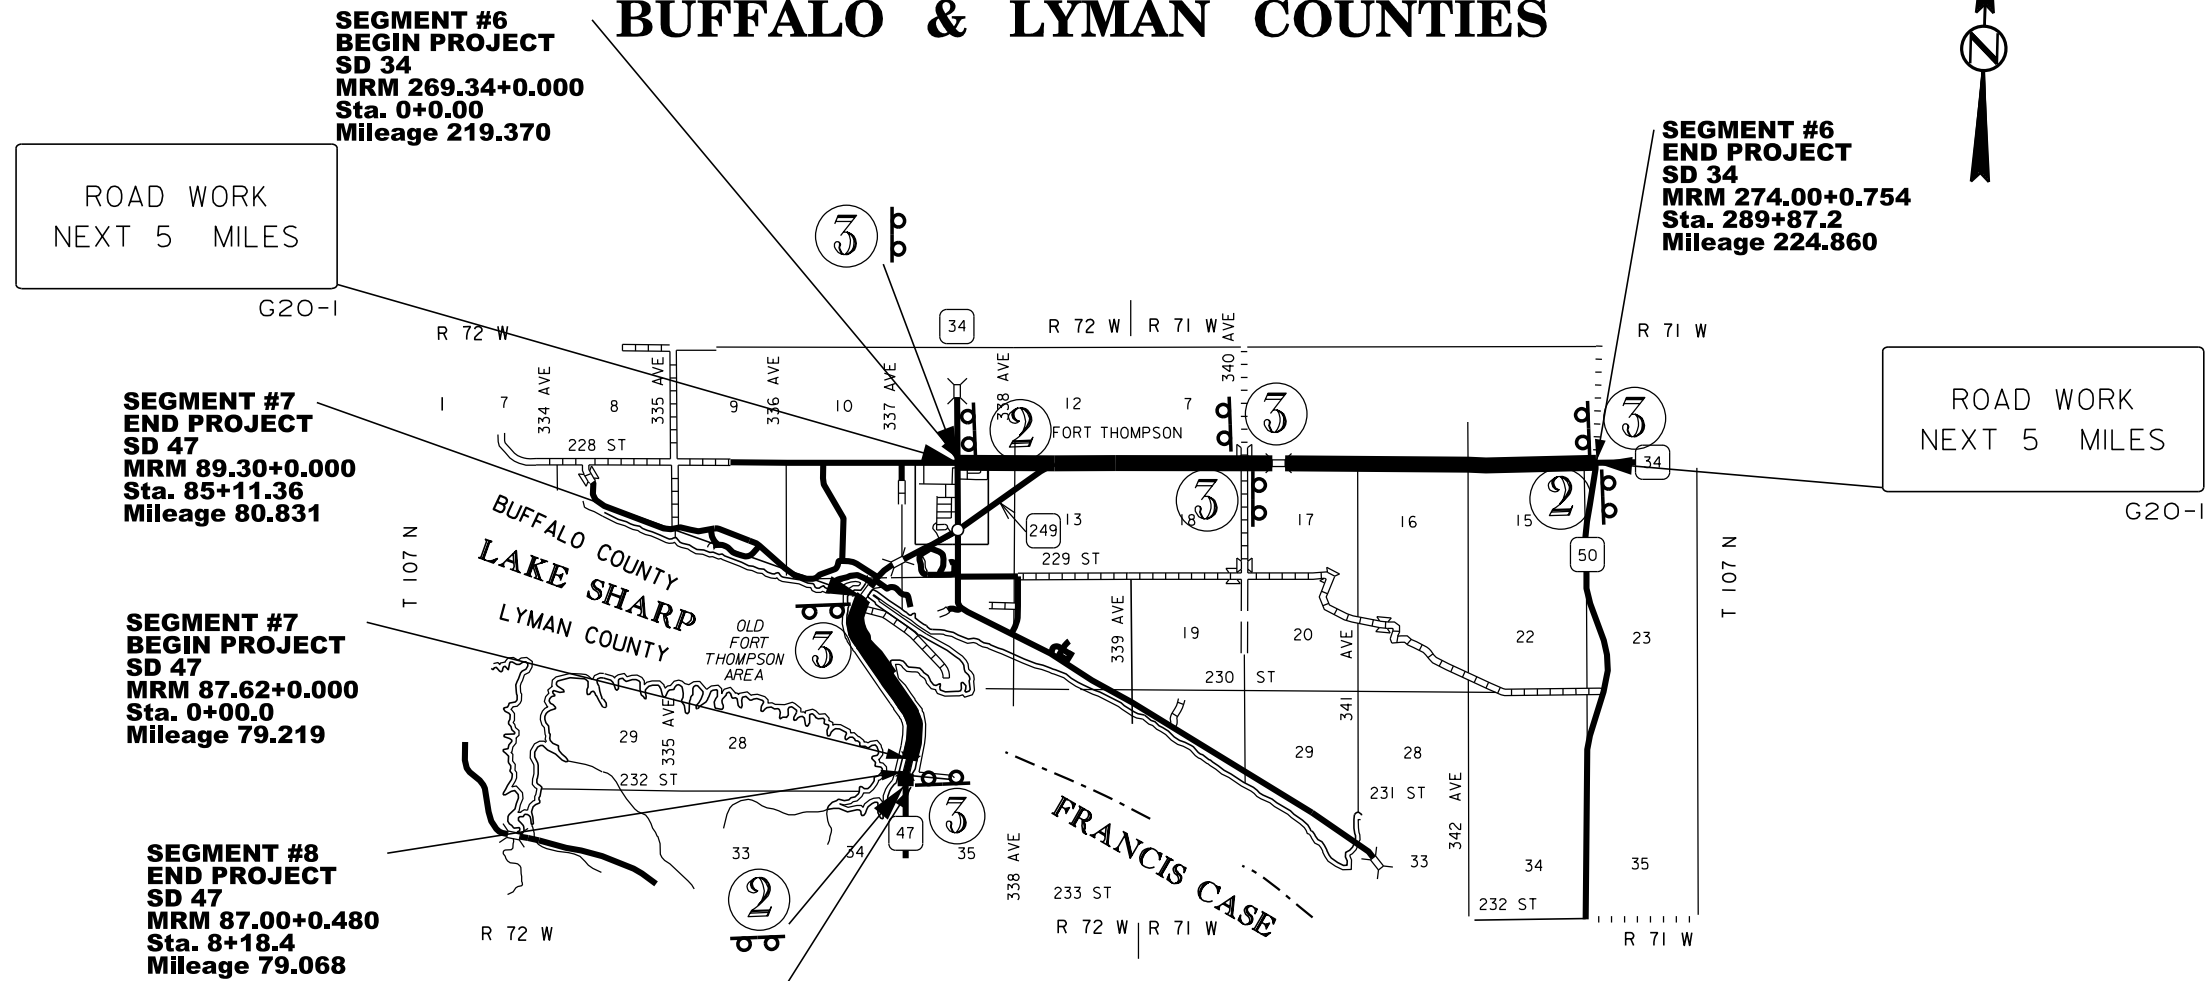 BUFFALO & LYMAN COUNTIES
SEGMENT #6
BEGIN PROJECT
SD 34
MRM 269.34+0.000
Sta. 0+0.00
Mileage 219.370
N
SEGMENT #6
END PROJECT
SD 34
MRM 274.00+0.754
Sta. 289+87.2
Mileage 224.860
ROAD WORK
NEXT 5 MILES
G20-1
3
34
R 72 W
R 72 W
R 71 W
R 71 W
ROAD WORK
NEXT 5 MILES
G20-1
334 AVE
335 AVE
336 AVE
337 AVE
338 AVE
340 AVE
1
7
8
9
10
12
7
2
FORT THOMPSON
3
3
34
228 ST
SEGMENT #7
END PROJECT
SD 47
MRM 89.30+0.000
Sta. 85+11.36
Mileage 80.831
T 107 N
BUFFALO COUNTY
LAKE SHARP
LYMAN COUNTY
249
13
18
3
17
16
15
2
229 ST
50
T 107 N
SEGMENT #7
BEGIN PROJECT
SD 47
MRM 87.62+0.000
Sta. 0+00.0
Mileage 79.219
OLD
FORT
THOMPSON
AREA
3
339 AVE
19
20
341 AVE
22
23
230 ST
29
335 AVE
28
232 ST
29
28
231 ST
342 AVE
FRANCIS CASE
3
47
33
34
35
338 AVE
33
34
35
SEGMENT #8
END PROJECT
SD 47
MRM 87.00+0.480
Sta. 8+18.4
Mileage 79.068
2
233 ST
232 ST
R 72 W
R 72 W
R 71 W
R 71 W